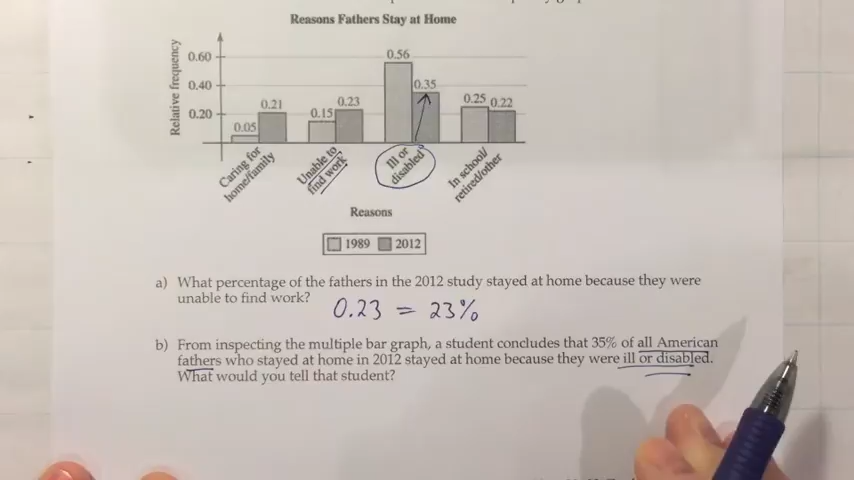 Reasons Fathers Stay at Home
Relative frequency
0.60
0.40
0.20
0.05
0.21
0.15
0.23
0.56
0.35
0.25
0.22
Caring for
home/family
Unable to
find work
Ill or
disabled
In school/
retired/other
Reasons
1989 2012
a) What percentage of the fathers in the 2012 study stayed at home because they were
unable to find work? 0.23 = 23%
b) From inspecting the multiple bar graph, a student concludes that 35% of all American
fathers who stayed at home in 2012 stayed at home because they were ill or disabled.
What would you tell that student?